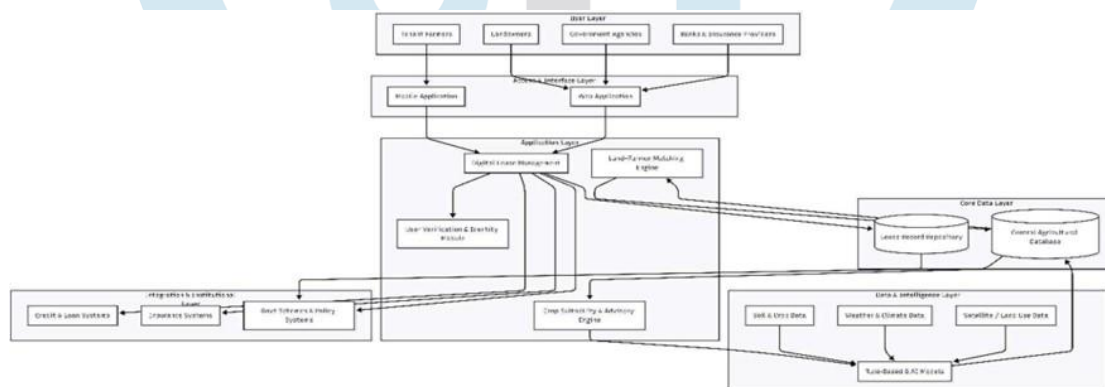 User Layer
Tenant Farmers
Landowners
Government Agencies
Banks & Insurance Providers
Access & Interface Layer
Mobile Application
Web Application
Application Layer
Digital Lease Management
Land-Farmer Matching
Engine
User Verification & Identity
Module
Core Data Layer
Lease Record Repository
Central Agricultural
Database
Integration & Institutional
Layer
Credit & Loan Systems
Insurance Systems
Govt Schemes & Policy
Systems
Crop Suitability & Advisory
Engine
Data & Intelligence Layer
Soil & Crop Data
Weather & Climate Data
Satellite / Land Use Data
Rule-Based & AI Models